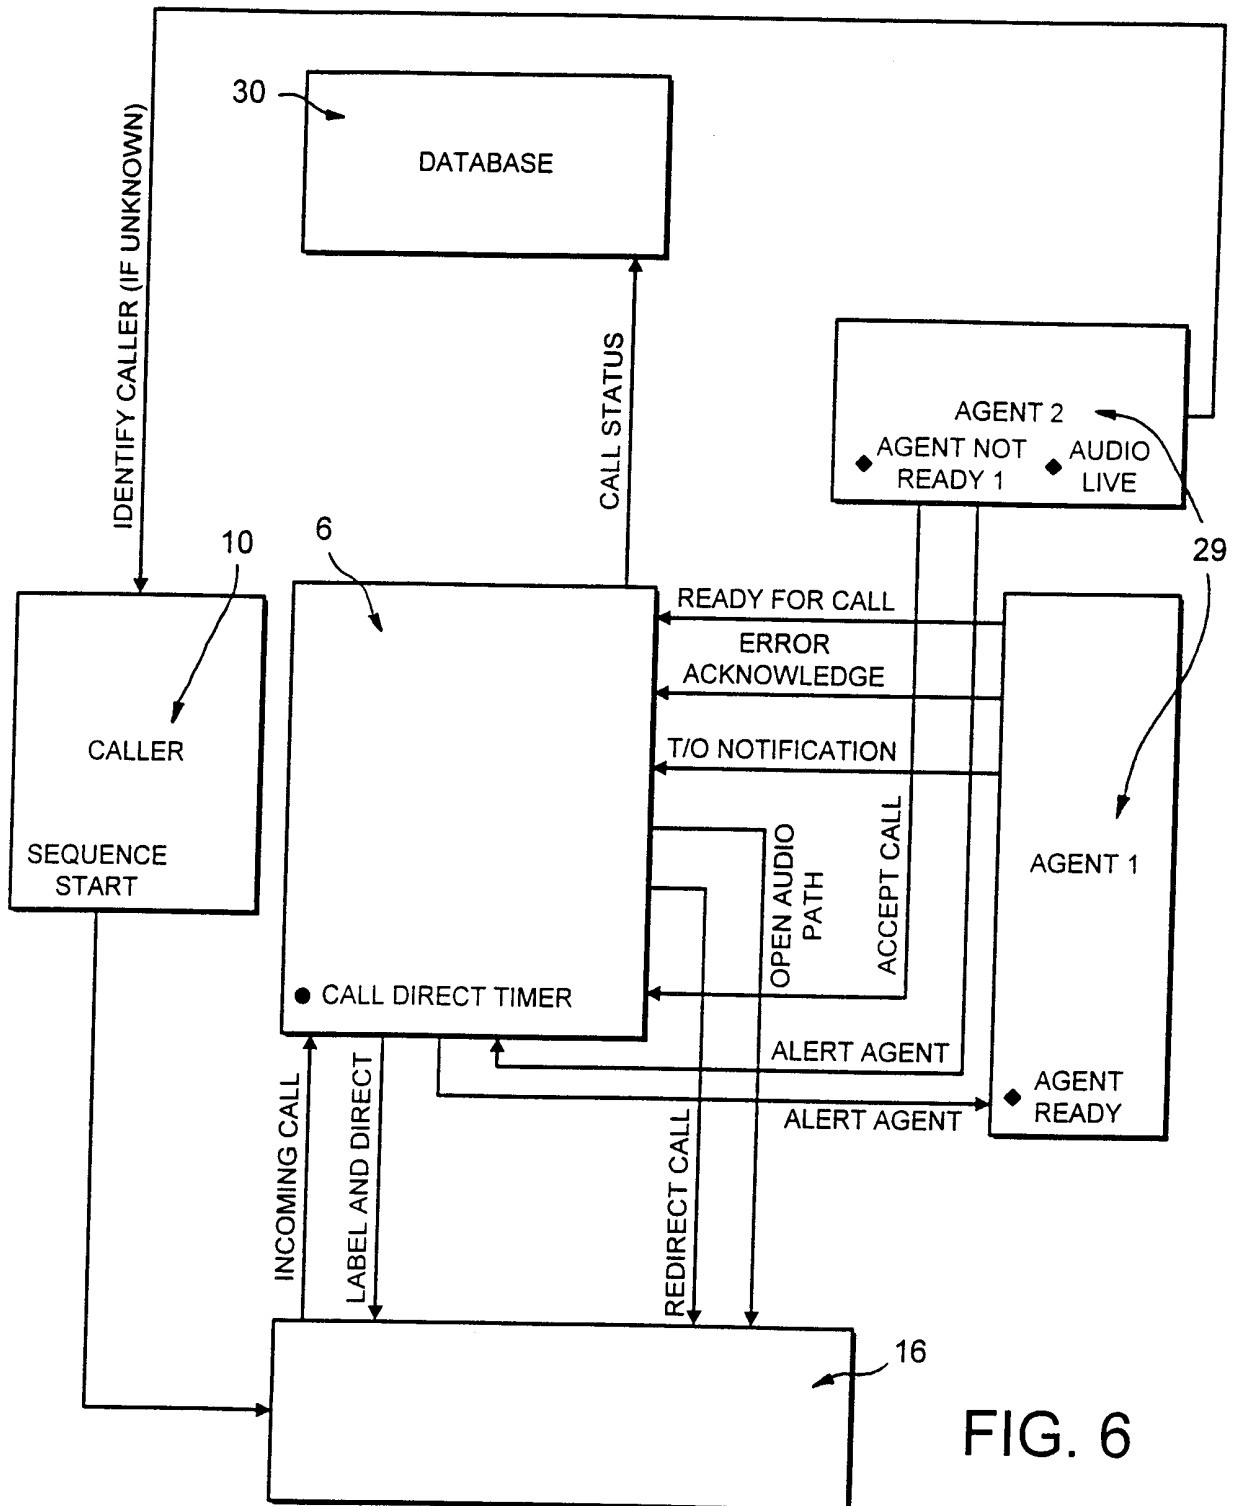 30
DATABASE
IDENTIFY CALLER (IF UNKNOWN)
CALL STATUS
AGENT 2
AGENT NOT
READY 1
AUDIO
LIVE
29
10
CALLER
SEQUENCE
START
6
CALL DIRECT TIMER
READY FOR CALL
ERROR
ACKNOWLEDGE
T/O NOTIFICATION
OPEN AUDIO
PATH
ACCEPT CALL
AGENT 1
AGENT
READY
ALERT AGENT
ALERT AGENT
INCOMING CALL
LABEL AND DIRECT
REDIRECT CALL
16
FIG. 6